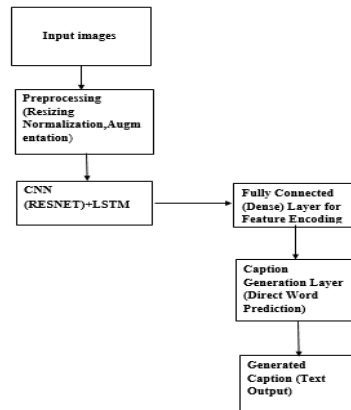 Input images
Preprocessing
(Resizing
Normalization,Augm
entation)
CNN
(RESNET)+LSTM
Fully Connected
(Dense) Layer for
Feature Encoding
Caption
Generation Layer
(Direct Word
Prediction)
Generated
Caption (Text
Output)